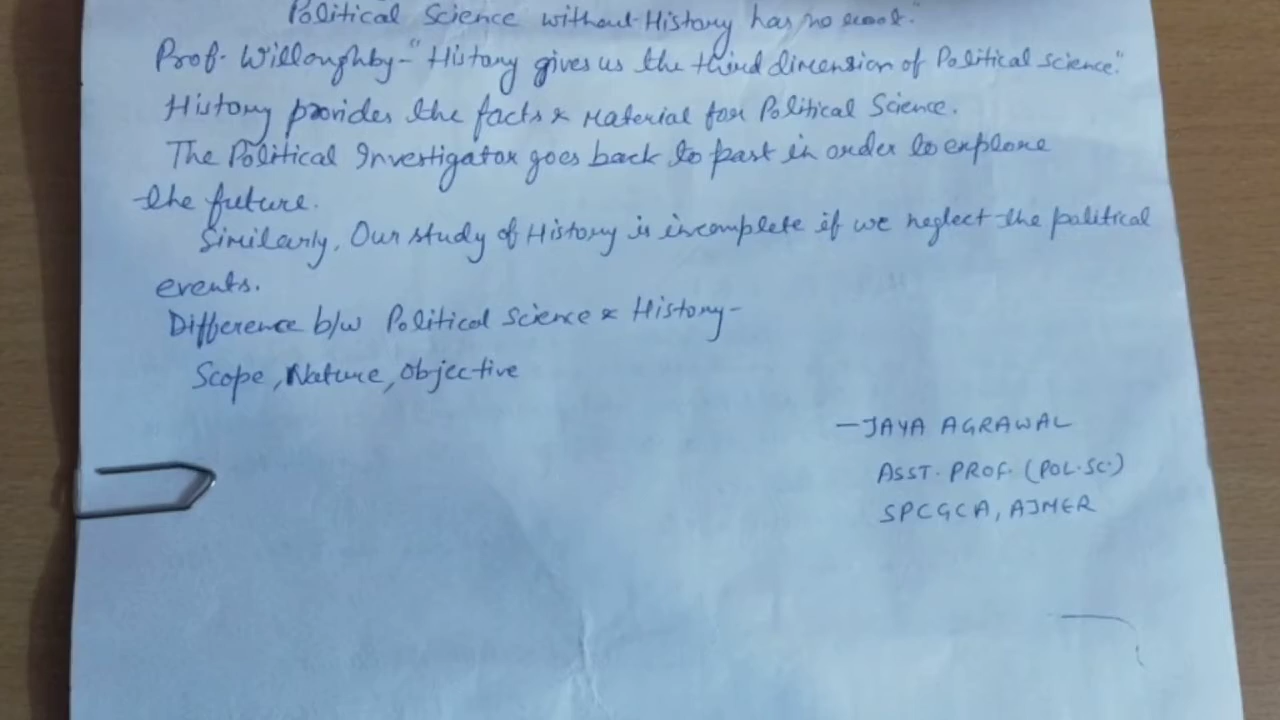 Political Science without History has no root."
Prof. Willoughby - "History gives us the third dimension of Political science."
History provides the facts & Material for Political Science.
The Political Investigator goes back to past in order to explore
the future.
Similarly, Our study of History is incomplete if we neglect the political
events.
Difference b/w Political Science & History -
Scope, Nature, Objective
- JAYA AGRAWAL
ASST. PROF. (POL. SC.)
SPCGCA, AJMER